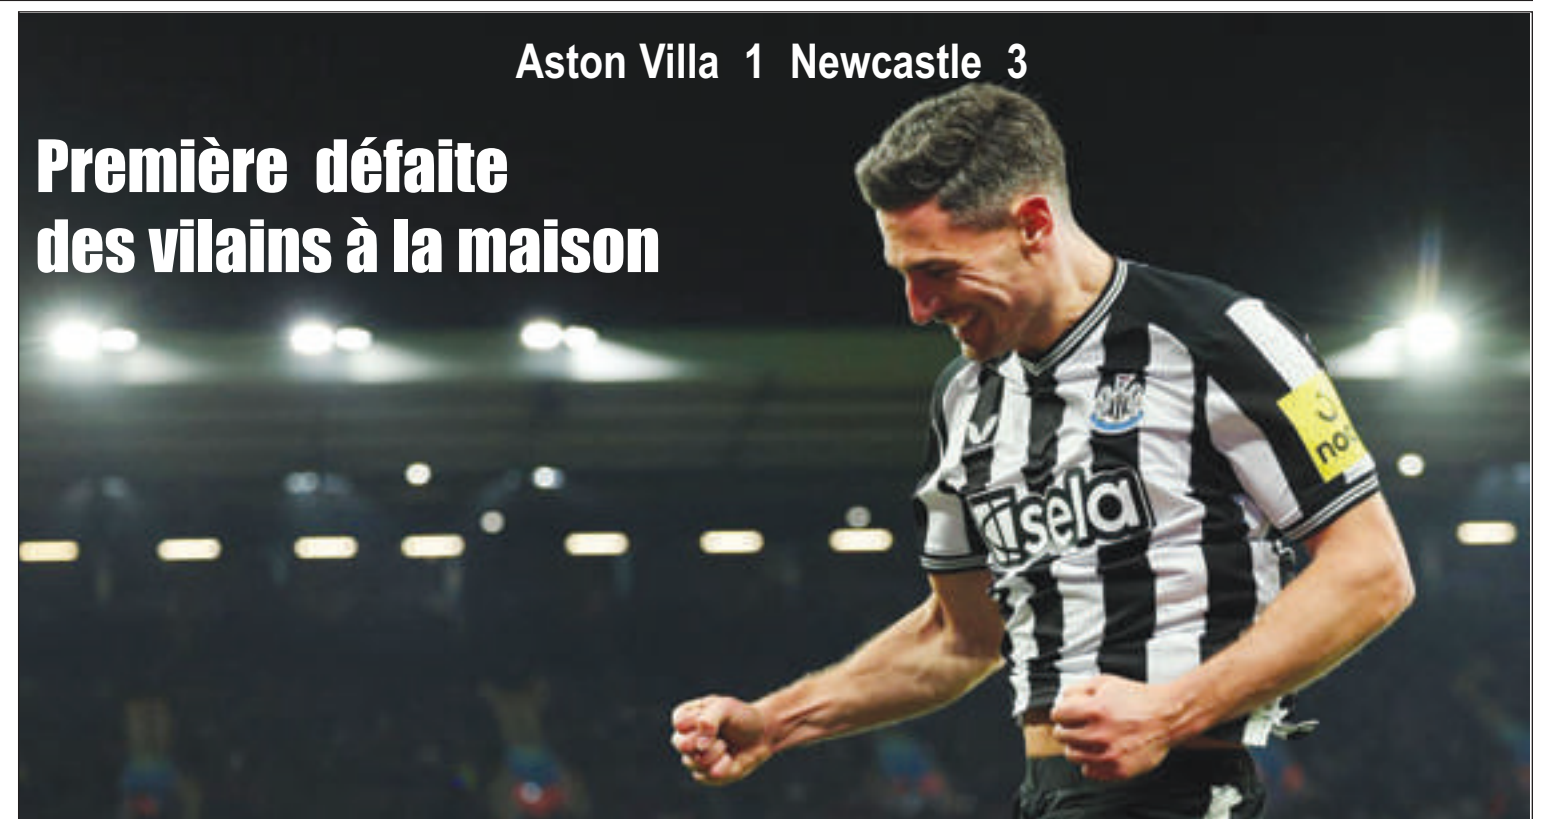 Aston Villa 1 Newcastle 3
Première défaite
des vilains à la maison
sela